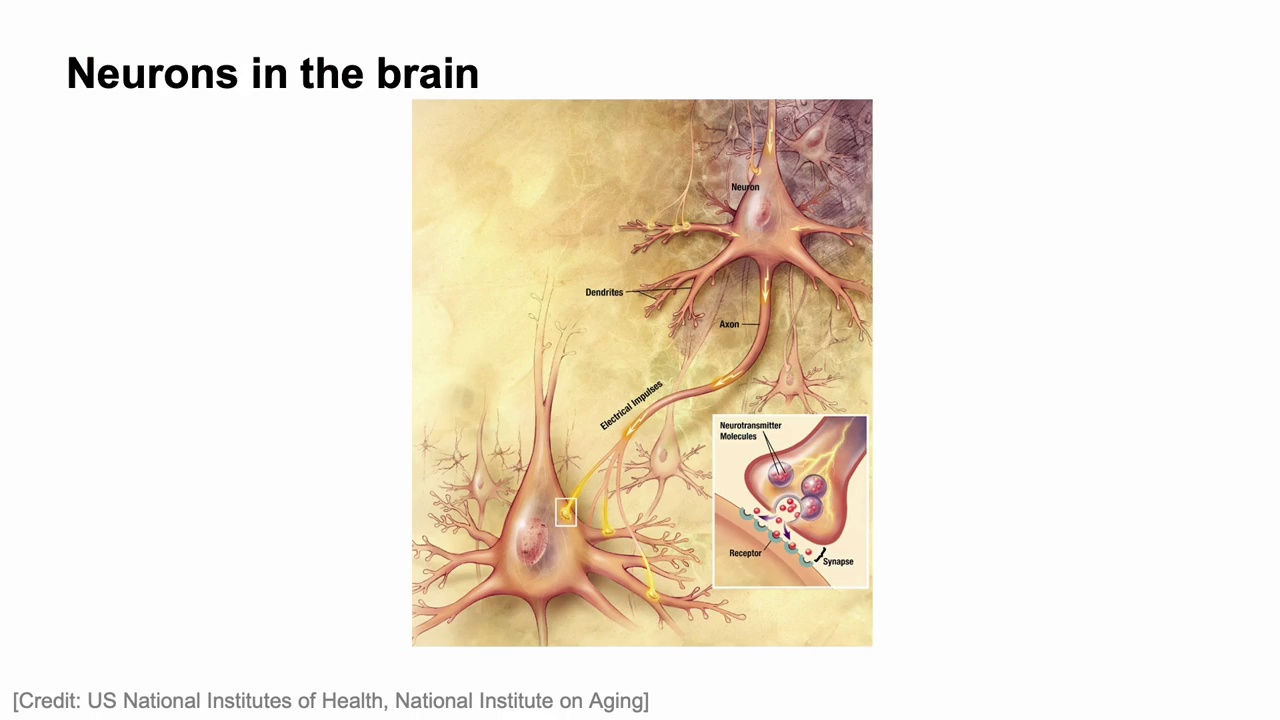 Neurons in the brain
Neuron
Dendrites
Axon
Electrical Impulses
Neurotransmitter
Molecules
Receptor
Synapse
[Credit: US National Institutes of Health, National Institute on Aging]